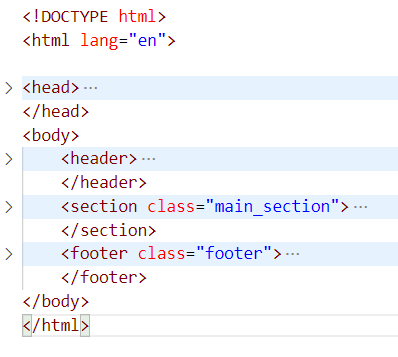 <!DOCTYPE html>
<html lang="en">
<head>···
</head>
<body>
<header>···
</header>
<section class="main_section">···
</section>
<footer class="footer">···
</footer>
</body>
</html>